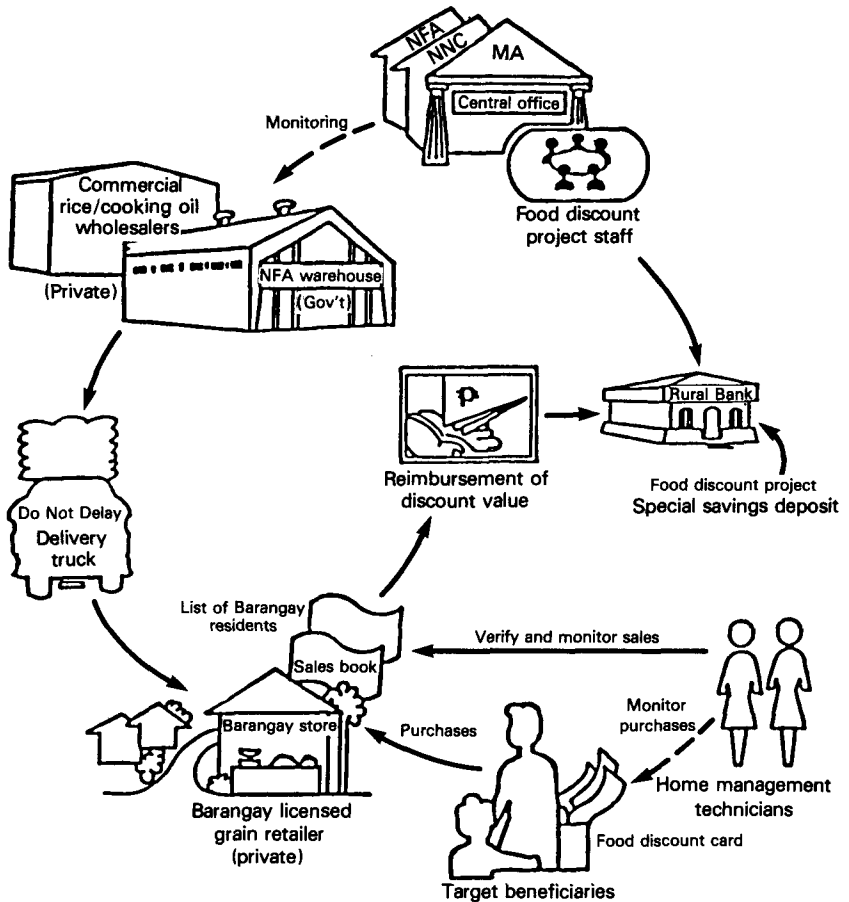 NFA
NNC
MA
Central office
Monitoring
Food discount
project staff
Commercial
rice/cooking oil
wholesalers
(Private)
NFA warehouse
(Gov't)
Rural Bank
P
Reimbursement of
discount value
Food discount project
Special savings deposit
Do Not Delay
Delivery
truck
List of Barangay
residents
Sales book
Verify and monitor sales
Barangay store
Purchases
Monitor
purchases
Home management
technicians
Barangay licensed
grain retailer
(private)
Food discount card
Target beneficiaries